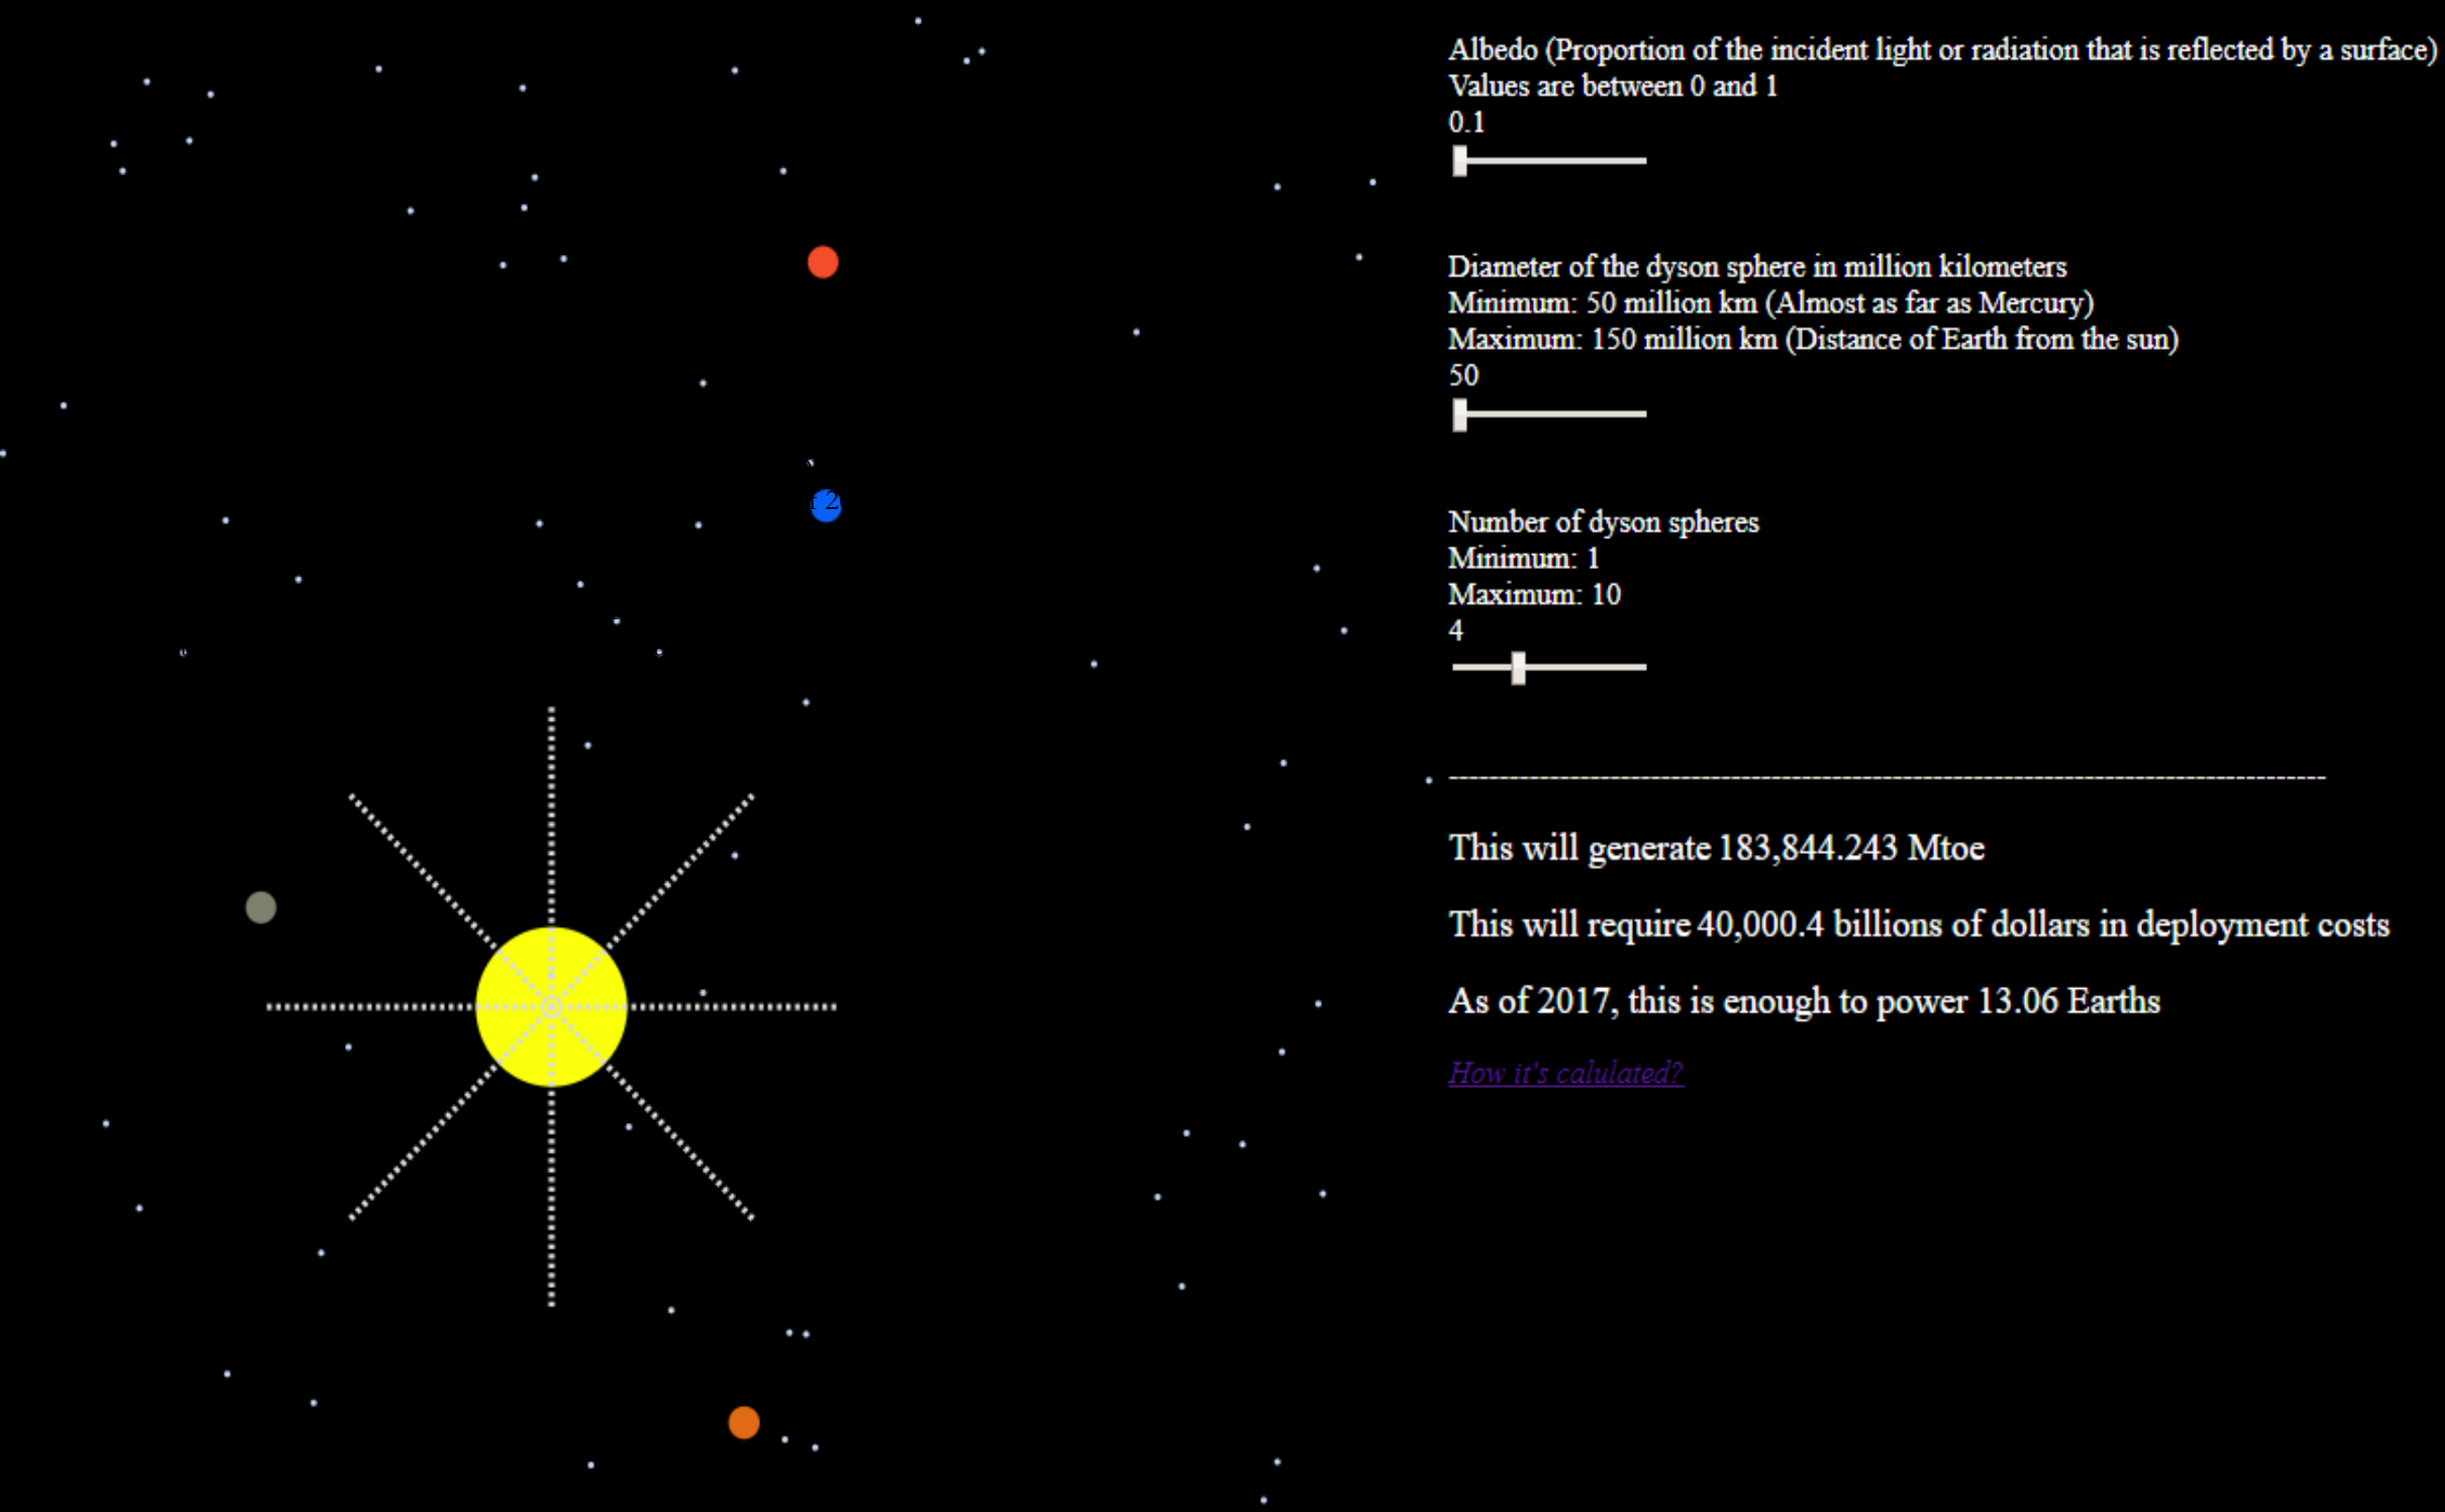 Albedo (Proportion of the incident light or radiation that is reflected by a surface)
Values are between 0 and 1
0.1
Diameter of the dyson sphere in million kilometers
Minimum: 50 million km (Almost as far as Mercury)
Maximum: 150 million km (Distance of Earth from the sun)
50
2
Number of dyson spheres
Minimum: 1
Maximum: 10
4
--------------------------------------------------------------------------------
This will generate 183,844.243 Mtoe
This will require 40,000.4 billions of dollars in deployment costs
As of 2017, this is enough to power 13.06 Earths
How it's calulated?